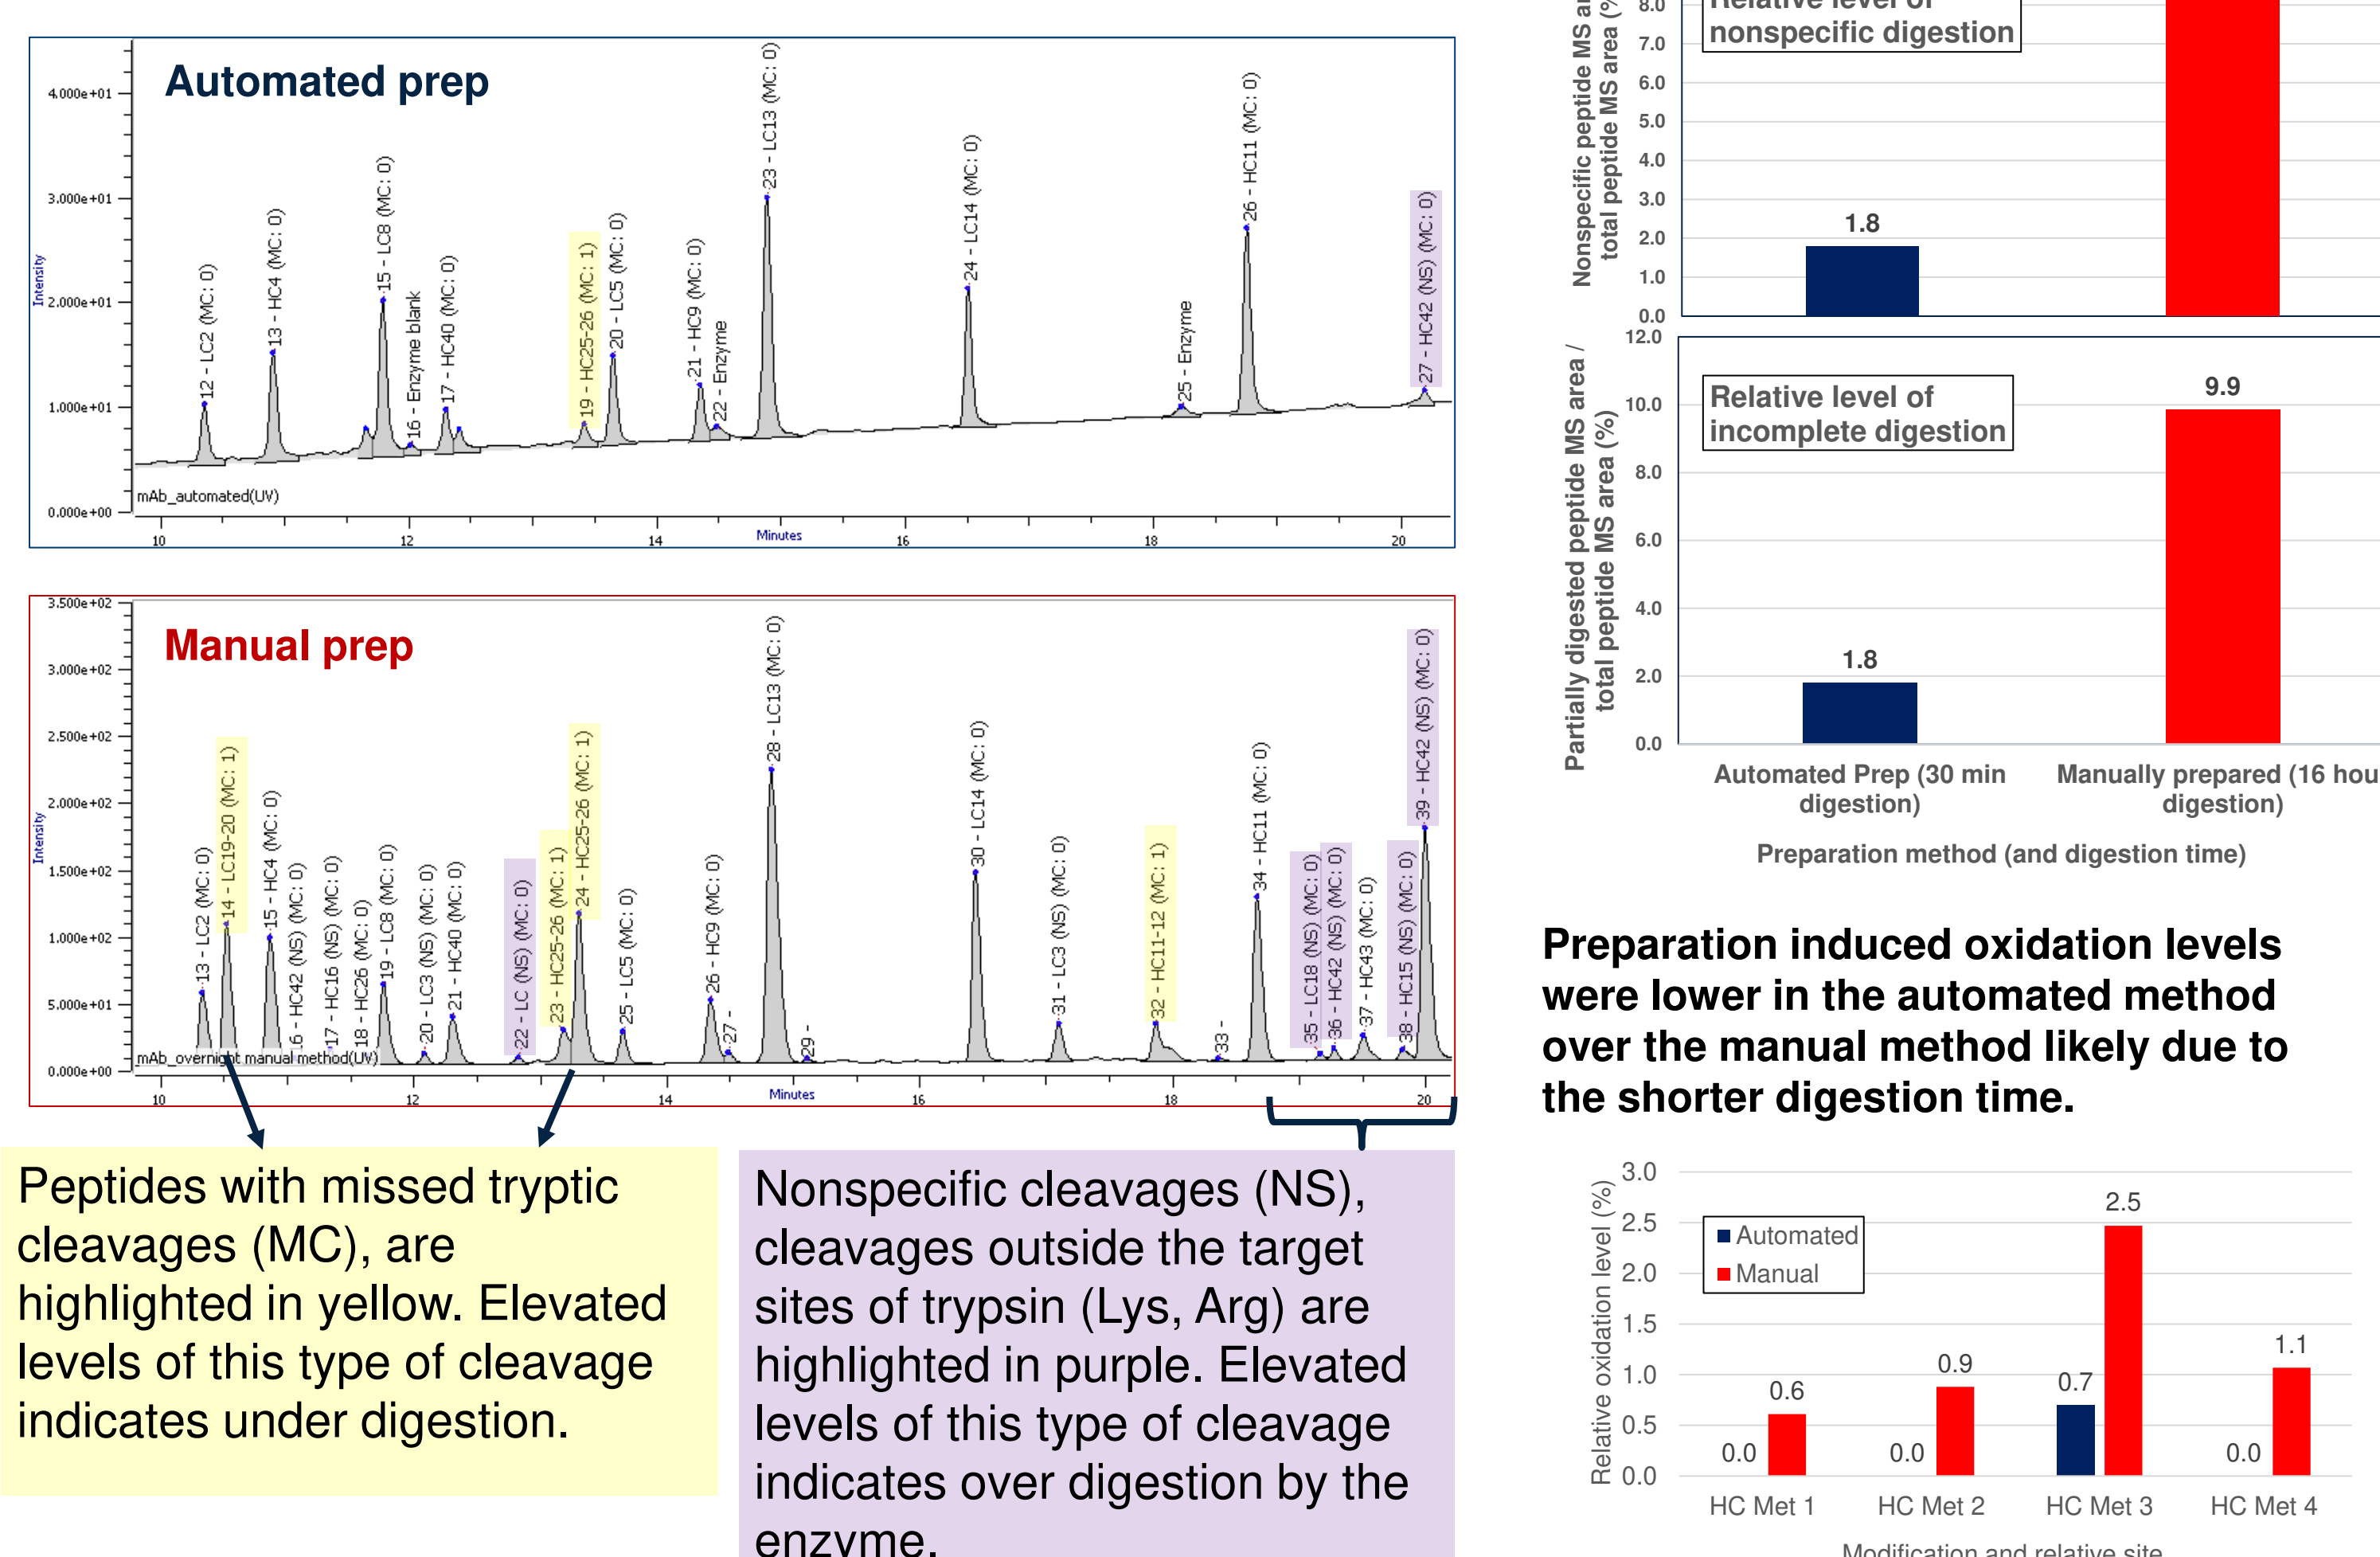 Automated prep
4.000e+01
3.000e+01
2.000e+01
1.000e+01
0.000e+00
Intensity
12 - LC2 (MC: 0)
13 - HC4 (MC: 0)
15 - LC8 (MC: 0)
16 - Enzyme blank
17 - HC40 (MC: 0)
19 - HC25-26 (MC: 1)
20 - LC5 (MC: 0)
21 - HC9 (MC: 0)
22 - Enzyme
23 - LC13 (MC: 0)
24 - LC14 (MC: 0)
25 - Enzyme
26 - HC11 (MC: 0)
27 - HC42 (NS) (MC: 0)
mAb_automated(UV)
10 12 14 16 18 20
Minutes
Manual prep
3.500e+02
3.000e+02
2.500e+02
2.000e+02
1.500e+02
1.000e+02
5.000e+01
0.000e+00
Intensity
13 - LC2 (MC: 0)
14 - LC19-20 (MC: 1)
15 - HC4 (MC: 0)
16 - HC42 (NS) (MC: 0)
17 - HC16 (NS) (MC: 0)
18 - HC26 (MC: 0)
19 - LC8 (MC: 0)
20 - LC3 (NS) (MC: 0)
21 - HC40 (MC: 0)
22 - LC (NS) (MC: 0)
23 - HC25-26 (MC: 1)
24 - HC25-26 (MC: 1)
25 - LC5 (MC: 0)
26 - HC9 (MC: 0)
27 -
28 - LC13 (MC: 0)
29 -
30 - LC14 (MC: 0)
31 - LC3 (NS) (MC: 0)
32 - HC11-12 (MC: 1)
33 -
34 - HC11 (MC: 0)
35 - LC18 (NS) (MC: 0)
36 - HC42 (NS) (MC: 0)
37 - HC43 (MC: 0)
38 - HC15 (NS) (MC: 0)
39 - HC42 (NS) (MC: 0)
mAb_overnight manual method(UV)
10 12 14 16 18 20
Minutes
Peptides with missed tryptic
cleavages (MC), are
highlighted in yellow. Elevated
levels of this type of cleavage
indicates under digestion.
Nonspecific cleavages (NS),
cleavages outside the target
sites of trypsin (Lys, Arg) are
highlighted in purple. Elevated
levels of this type of cleavage
indicates over digestion by the
enzyme.
Relative level of
nonspecific digestion
Nonspecific peptide MS
total peptide MS area
8.0
7.0
6.0
5.0
4.0
3.0
2.0
1.0
0.0
1.8
Relative level of
incomplete digestion
Partially digested peptide MS area /
total peptide MS area (%)
12.0
10.0
8.0
6.0
4.0
2.0
0.0
1.8
9.9
Automated Prep (30 min
digestion)
Manually prepared (16 hou
digestion)
Preparation method (and digestion time)
Preparation induced oxidation levels
were lower in the automated method
over the manual method likely due to
the shorter digestion time.
Relative oxidation level (%)
3.0
2.5
2.0
1.5
1.0
0.5
0.0
Automated
Manual
0.0 0.6
0.0 0.9
0.7 2.5
0.0 1.1
HC Met 1 HC Met 2 HC Met 3 HC Met 4
Modification and relative site